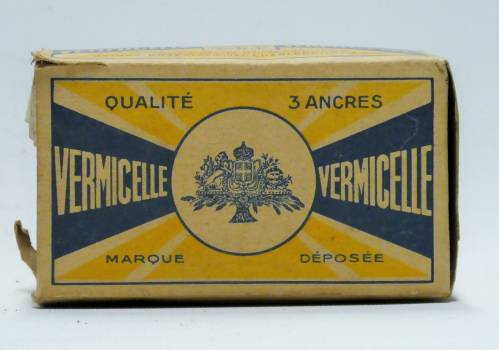 QUALITÉ 3 ANCRES
VERMICELLE VERMICELLE
MARQUE DÉPOSÉE